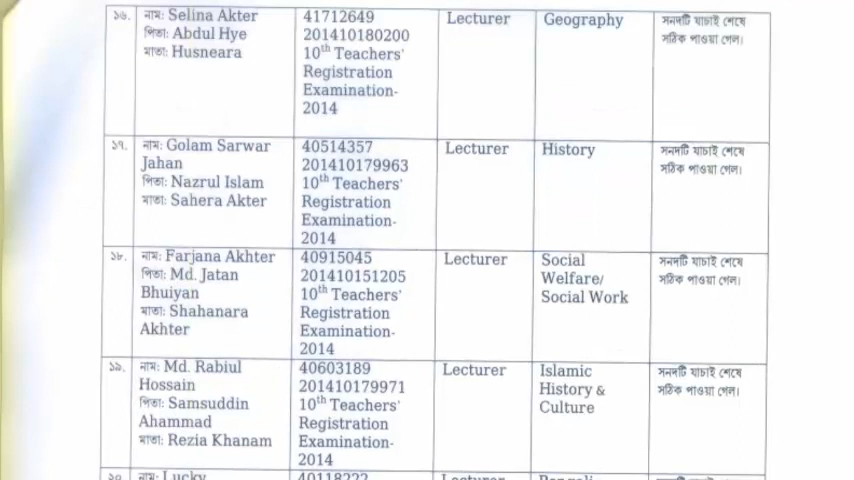 ১৬.
নাম: Selina Akter
পিতা: Abdul Hye
মাতা: Husneara
41712649
201410180200
10th Teachers'
Registration
Examination-
2014
Lecturer
Geography
সনদটি যাচাই শেষে
সঠিক পাওয়া গেল।
১৭.
নাম: Golam Sarwar
Jahan
পিতা: Nazrul Islam
মাতা: Sahera Akter
40514357
201410179963
10th Teachers'
Registration
Examination-
2014
Lecturer
History
সনদটি যাচাই শেষে
সঠিক পাওয়া গেল।
১৮.
নাম: Farjana Akhter
পিতা: Md. Jatan
Bhuiyan
মাতা: Shahanara
Akhter
40915045
201410151205
10th Teachers'
Registration
Examination-
2014
Lecturer
Social
Welfare/
Social Work
সনদটি যাচাই শেষে
সঠিক পাওয়া গেল।
১৯.
নাম: Md. Rabiul
Hossain
পিতা: Samsuddin
Ahammad
মাতা: Rezia Khanam
40603189
201410179971
10th Teachers'
Registration
Examination-
2014
Lecturer
Islamic
History &
Culture
সনদটি যাচাই শেষে
সঠিক পাওয়া গেল।
নাম: Lucky
Lecturer
Bengali